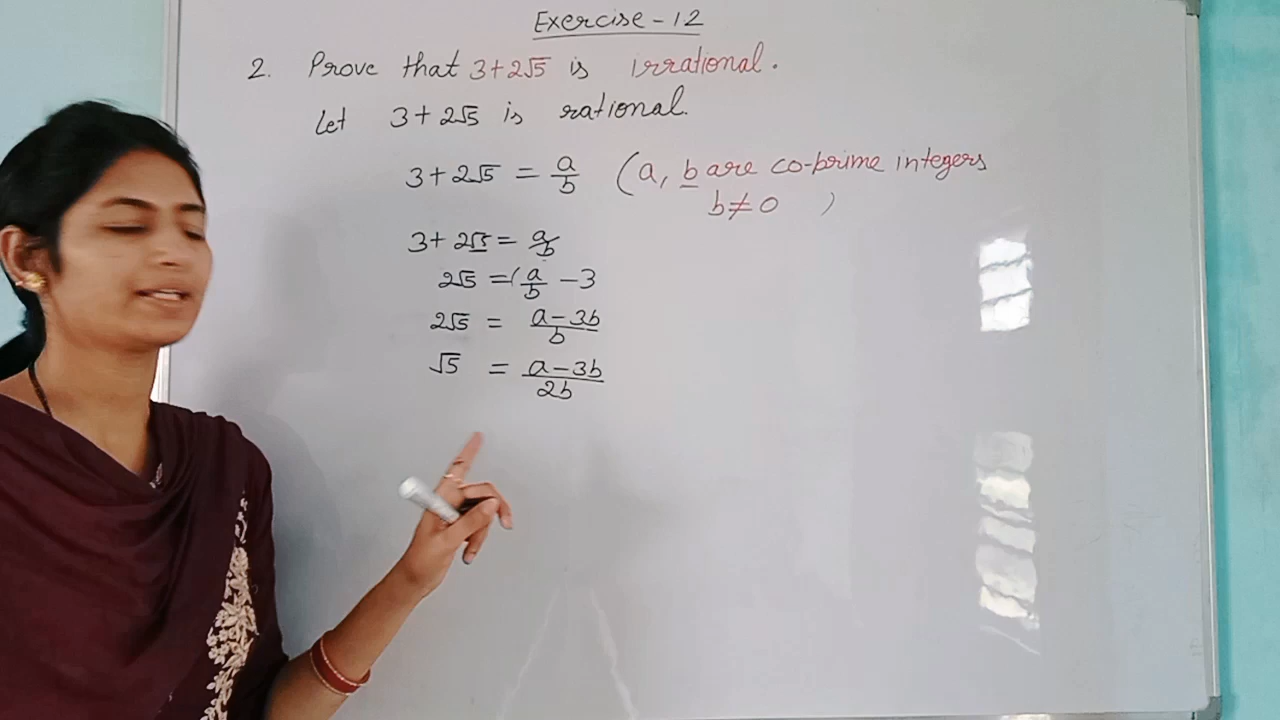 Exercise - 12
2. Prove that 3+2√5 is irrational.
Let 3+2√5 is rational.
3+2√5 = a/b (a, b are co-prime integers
b≠0 )
3+2√5 = a/b
2√5 = (a/b - 3
2√5 = a-3b/b
√5 = a-3b/2b